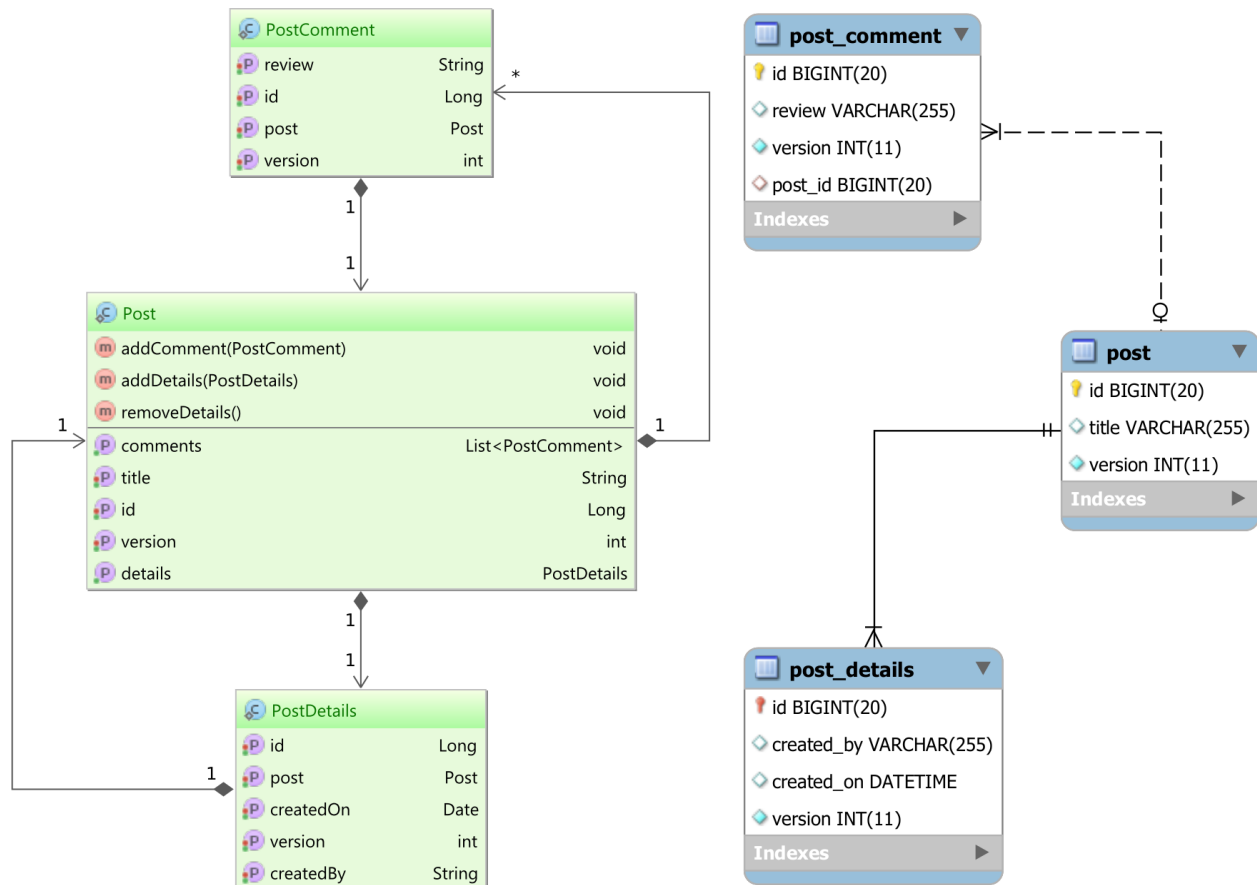 PostComment
review String
id Long
post Post
version int
*
1
1
Post
addComment(PostComment) void
addDetails(PostDetails) void
removeDetails() void
1
1
comments List<PostComment>
title String
id Long
version int
details PostDetails
1
1
PostDetails
id Long
post Post
1
createdOn Date
version int
createdBy String
post_comment
id BIGINT(20)
review VARCHAR(255)
version INT(11)
post_id BIGINT(20)
Indexes
post
id BIGINT(20)
title VARCHAR(255)
version INT(11)
Indexes
post_details
id BIGINT(20)
created_by VARCHAR(255)
created_on DATETIME
version INT(11)
Indexes